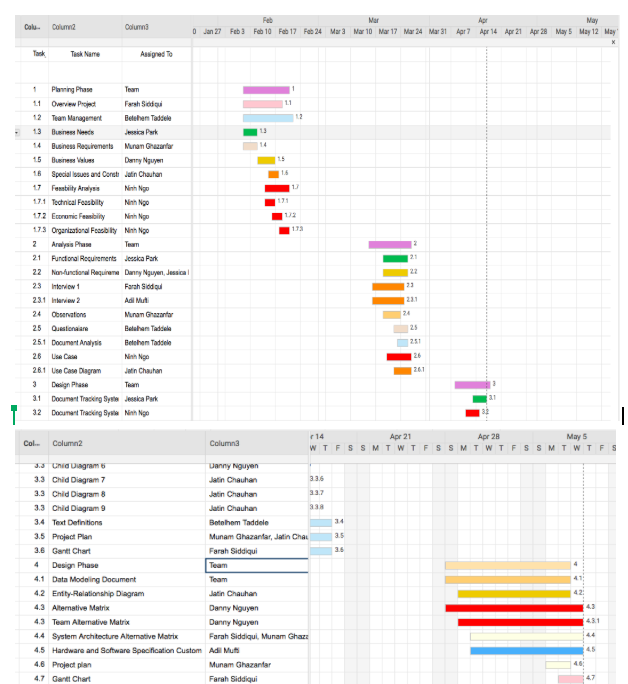 Feb Mar Apr May
Colu... Column2 Column3 0 Jan 27 Feb 3 Feb 10 Feb 17 Feb 24 Mar 3 Mar 10 Mar 17 Mar 24 Mar 31 Apr 7 Apr 14 Apr 21 Apr 28 May 5 May 12 May
x
Task Task Name Assigned To
1 Planning Phase Team 1
1.1 Overview Project Farah Siddiqui 1.1
1.2 Team Management Betelhem Taddele 1.2
1.3 Business Needs Jessica Park 1.3
1.4 Business Requirements Munam Ghazanfar 1.4
1.5 Business Values Danny Nguyen 1.5
1.6 Special Issues and Constr Jatin Chauhan 1.6
1.7 Feasbility Analysis Ninh Ngo 1.7
1.7.1 Technical Feasibility Ninh Ngo 1.7.1
1.7.2 Economic Feasibility Ninh Ngo 1.7.2
1.7.3 Organizational Feasibility Ninh Ngo 1.7.3
2 Analysis Phase Team 2
2.1 Functional Requirements Jessica Park 2.1
2.2 Non-functional Requireme Danny Nguyen, Jessica I 2.2
2.3 Interview 1 Farah Siddiqui 2.3
2.3.1 Interview 2 Adil Mufti 2.3.1
2.4 Observations Munam Ghazanfar 2.4
2.5 Questionaiare Betelhem Taddele 2.5
2.5.1 Document Analysis Betelhem Taddele 2.5.1
2.6 Use Case Ninh Ngo 2.6
2.6.1 Use Case Diagram Jatin Chauhan 2.6.1
3 Design Phase Team 3
3.1 Document Tracking Syste Jessica Park 3.1
3.2 Document Tracking Syste Ninh Ngo 3.2
r 14 Apr 21 Apr 28 May 5
Col... Column2 Column3 W T F S S M T W T F S S M T W T F S S M T W T F S
3.3 Child Diagram 6 Danny Nguyen
3.3 Child Diagram 7 Jatin Chauhan 3.3.6
3.3 Child Diagram 8 Jatin Chauhan 3.3.7
3.3 Child Diagram 9 Jatin Chauhan 3.3.8
3.4 Text Definitions Betelhem Taddele 3.4
3.5 Project Plan Munam Ghazanfar, Jatin Chau 3.5
3.6 Gantt Chart Farah Siddiqui 3.6
4 Design Phase Team 4
4.1 Data Modeling Document Team 4.1
4.2 Entity-Relationship Diagram Jatin Chauhan 4.2
4.3 Alternative Matrix Danny Nguyen 4.3
4.3 Team Alternative Matrix Danny Nguyen 4.3.1
4.4 System Architecture Alternative Matrix Farah Siddiqui, Munam Ghaza 4.4
4.5 Hardware and Software Specification Custom Adil Mufti 4.5
4.6 Project plan Munam Ghazanfar 4.6
4.7 Gantt Chart Farah Siddiqui 4.7